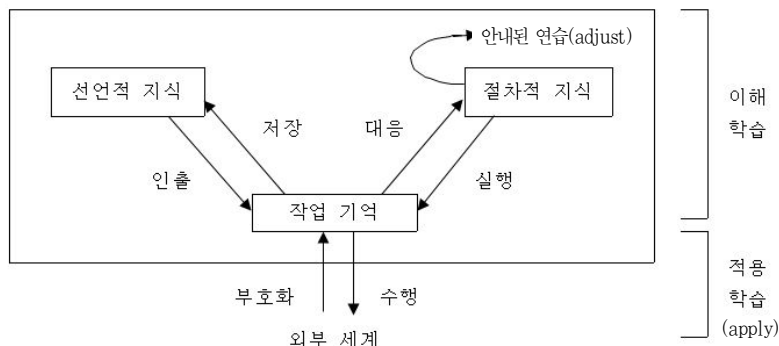 안내된 연습(adjust)
선언적 지식
절차적 지식
저장
대응
이해
학습
인출
실행
작업 기억
부호화
수행
적용
학습
(apply)
외부 세계